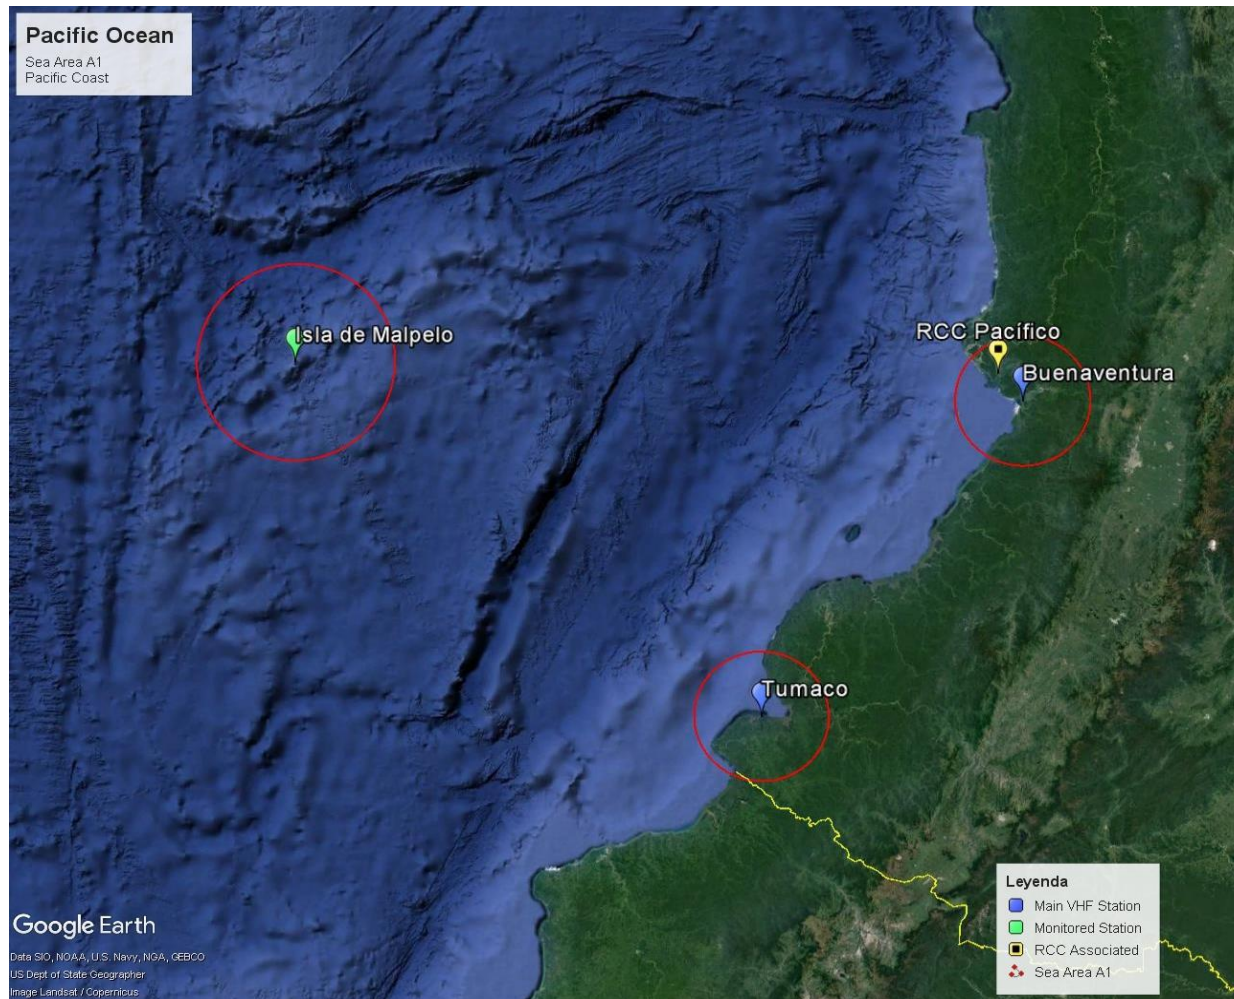 Pacific Ocean
Sea Area A1
Pacific Coast
Isla de Malpelo
RCC Pacífico
Buenaventura
Tumaco
Leyenda
Main VHF Station
Monitored Station
RCC Associated
Sea Area A1
Google Earth
Data SIO, NOAA, U.S. Navy, NGA, GEBCO
US Dept of State Geographer
Image Landsat / Copernicus